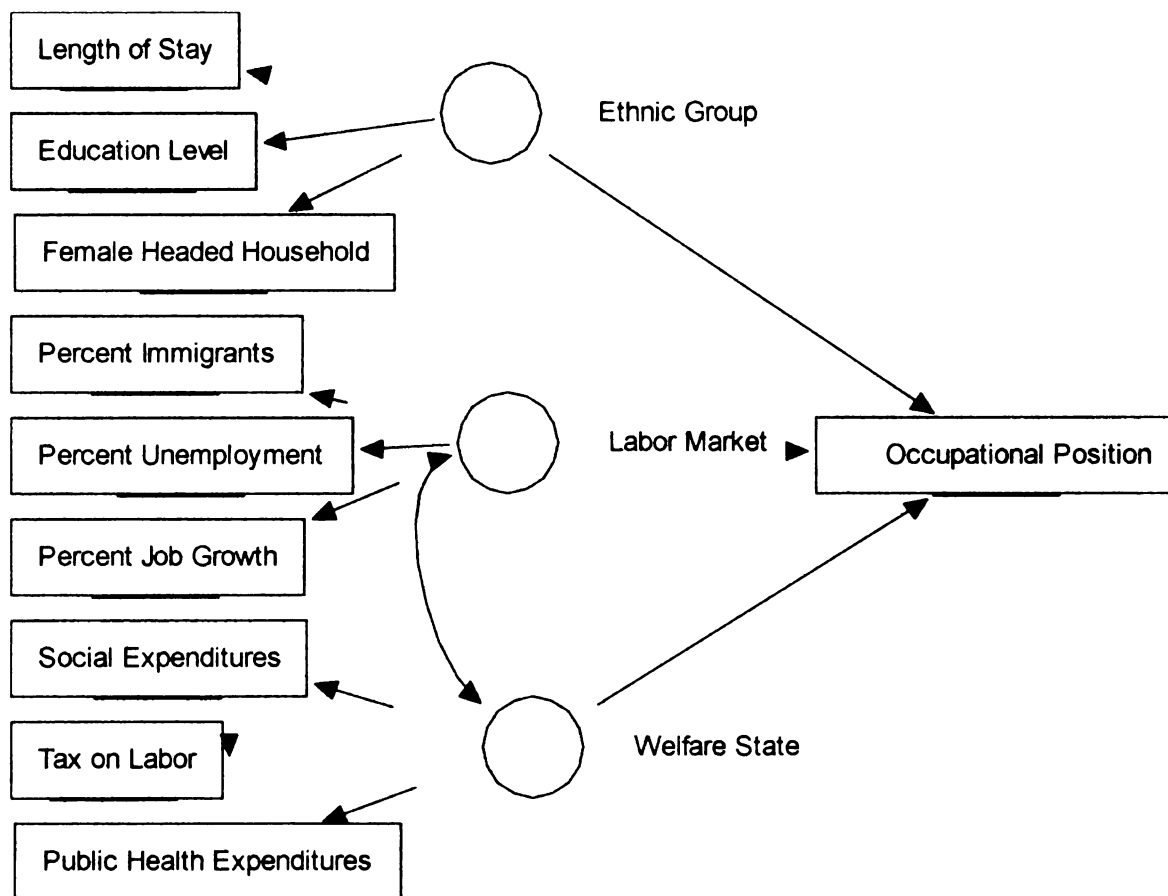 Length of Stay
Ethnic Group
Education Level
Female Headed Household
Percent Immigrants
Labor Market
Occupational Position
Percent Unemployment
Percent Job Growth
Social Expenditures
Welfare State
Tax on Labor
Public Health Expenditures